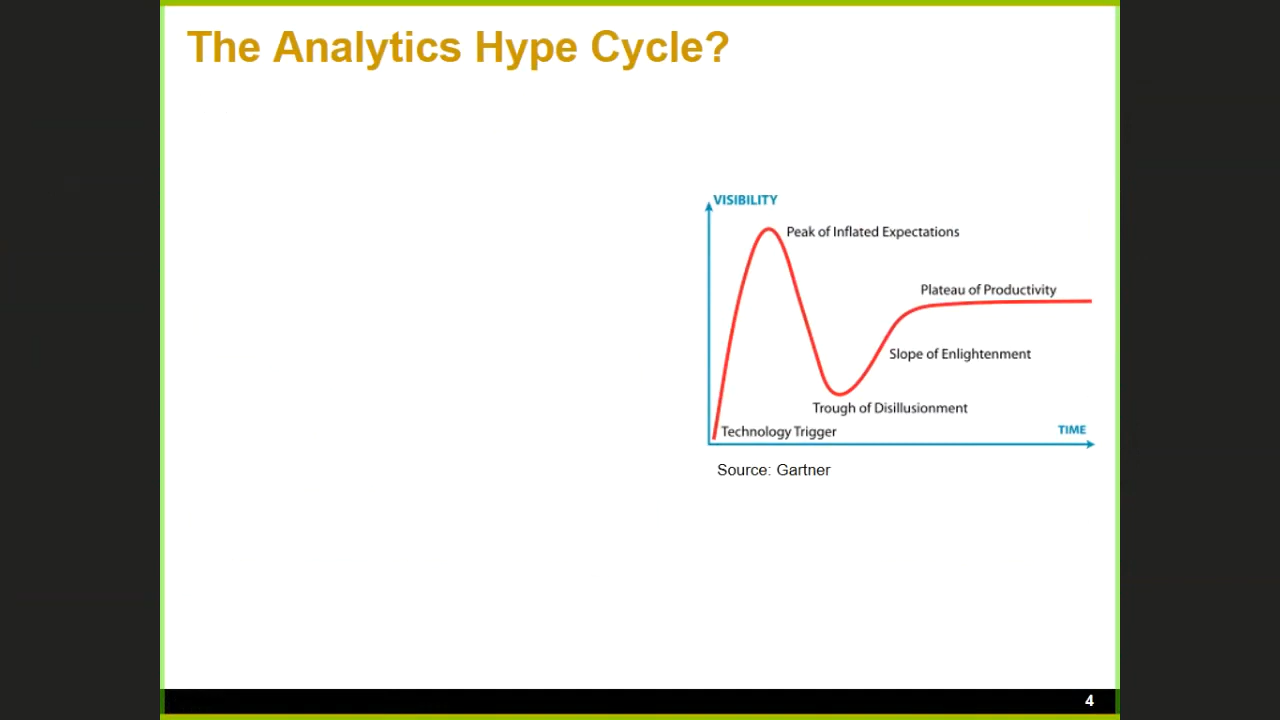 The Analytics Hype Cycle?
VISIBILITY
Peak of Inflated Expectations
Plateau of Productivity
Slope of Enlightenment
Trough of Disillusionment
Technology Trigger
TIME
Source: Gartner
4